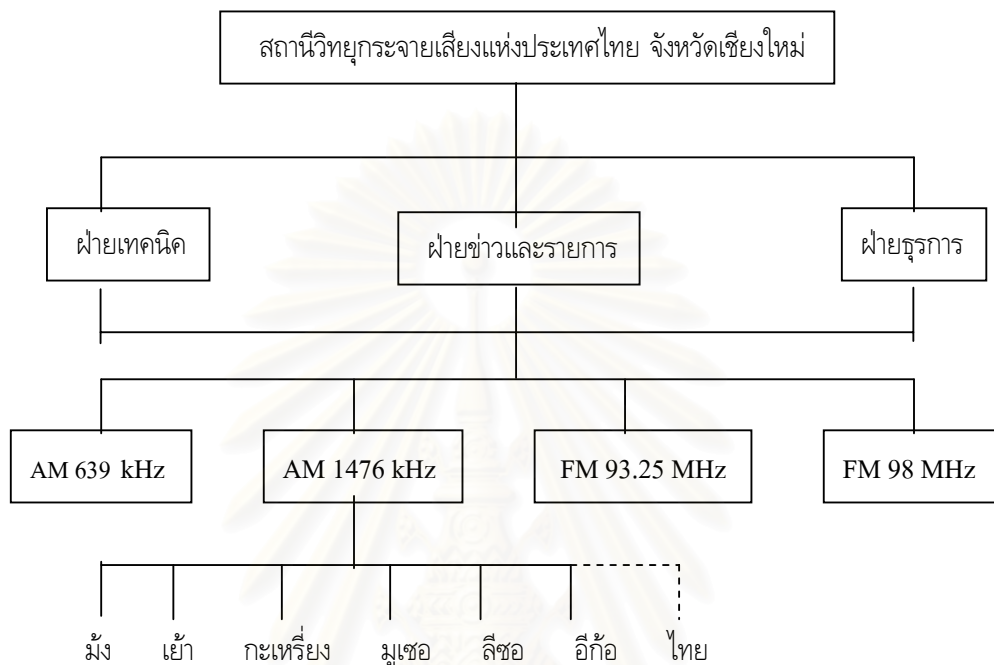 สถานีวิทยุกระจายเสียงแห่งประเทศไทย จังหวัดเชียงใหม่
ฝ่ายเทคนิค
ฝ่ายข่าวและรายการ
ฝ่ายธุรการ
AM 639 kHz
AM 1476 kHz
FM 93.25 MHz
FM 98 MHz
ม้ง
เย้า
กะเหรี่ยง
มูเซอ
ลีซอ
อีก้อ
ไทย